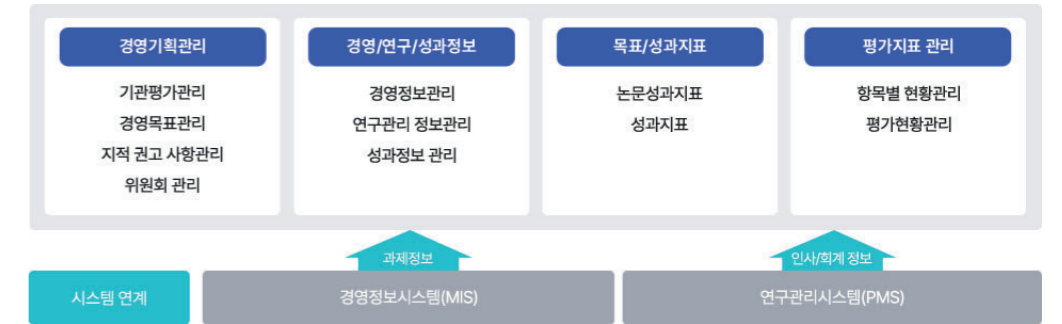 경영기획관리
기관평가관리
경영목표관리
지적 권고 사항관리
위원회 관리
경영/연구/성과정보
경영정보관리
연구관리 정보관리
성과정보 관리
목표/성과지표
논문성과지표
성과지표
평가지표 관리
항목별 현황관리
평가현황관리
과제정보
인사/회계 정보
시스템 연계
경영정보시스템(MIS)
연구관리시스템(PMS)